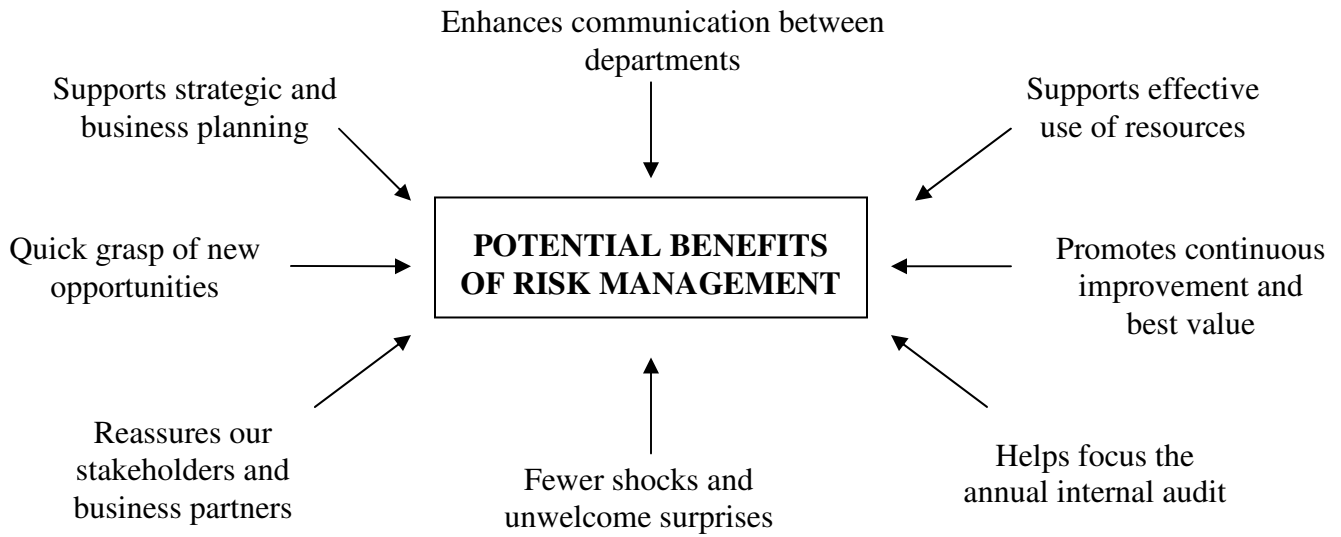 Enhances communication between
departments
Supports strategic and
business planning
Supports effective
use of resources
Quick grasp of new
opportunities
POTENTIAL BENEFITS
OF RISK MANAGEMENT
Promotes continuous
improvement and
best value
Reassures our
stakeholders and
business partners
Fewer shocks and
unwelcome surprises
Helps focus the
annual internal audit